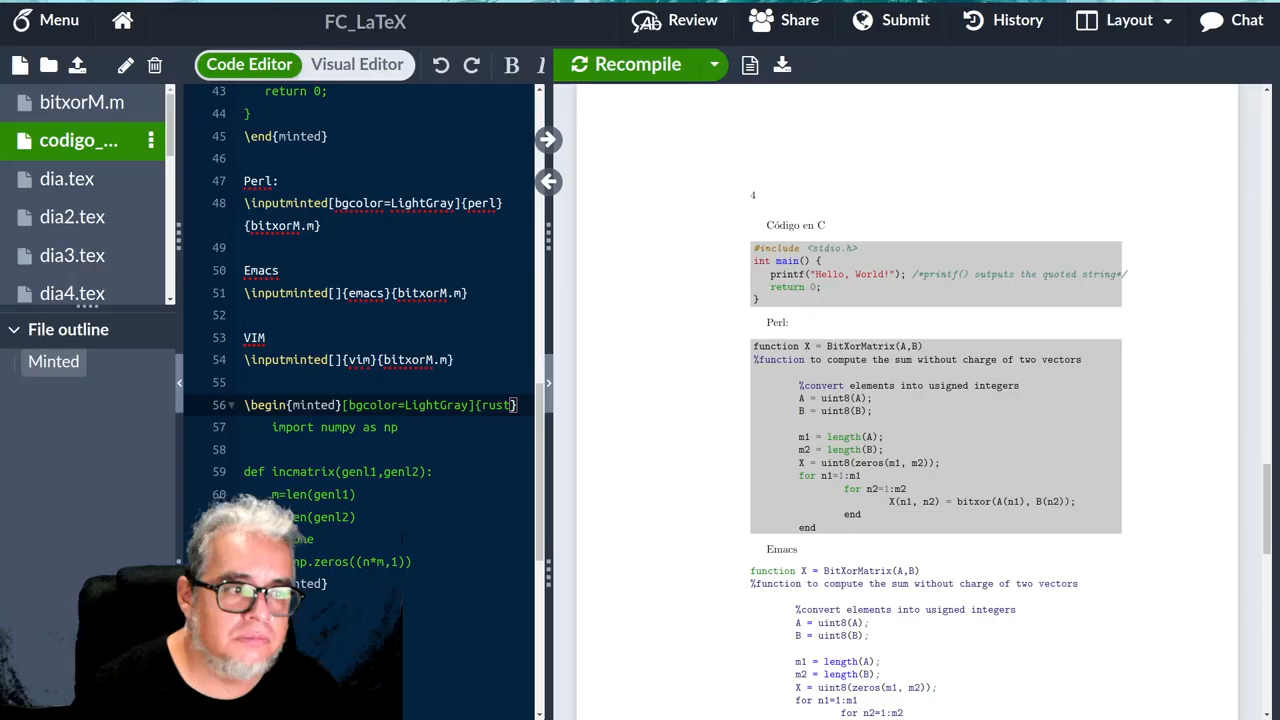 Menu
FC_LaTeX
Review
Share
Submit
History
Layout
Chat
Code Editor
Visual Editor
B
I
Recompile
bitxorM.m
codigo_...
dia.tex
dia2.tex
dia3.tex
dia4.tex
File outline
Minted
43 return 0;
44 }
45 \end{minted}
46
47 Perl:
48 \inputminted[bgcolor=LightGray]{perl}
{bitxorM.m}
49
50 Emacs
51 \inputminted[]{emacs}{bitxorM.m}
52
53 VIM
54 \inputminted[]{vim}{bitxorM.m}
55
56 \begin{minted}[bgcolor=LightGray]{rust}
57 import numpy as np
58
59 def incmatrix(genl1,genl2):
60 m=len(genl1)
len(genl2)
np.zeros((n*m,1))
4
Código en C
#include <stdio.h>
int main() {
printf("Hello, World!"); /*printf() outputs the quoted string*/
return 0;
}
Perl:
function X = BitXorMatrix(A,B)
%function to compute the sum without charge of two vectors
%convert elements into usigned integers
A = uint8(A);
B = uint8(B);
m1 = length(A);
m2 = length(B);
X = uint8(zeros(m1, m2));
for n1=1:m1
for n2=1:m2
X(n1, n2) = bitxor(A(n1), B(n2));
end
end
Emacs
function X = BitXorMatrix(A,B)
%function to compute the sum without charge of two vectors
%convert elements into usigned integers
A = uint8(A);
B = uint8(B);
m1 = length(A);
m2 = length(B);
X = uint8(zeros(m1, m2));
for n1=1:m1
for n2=1:m2